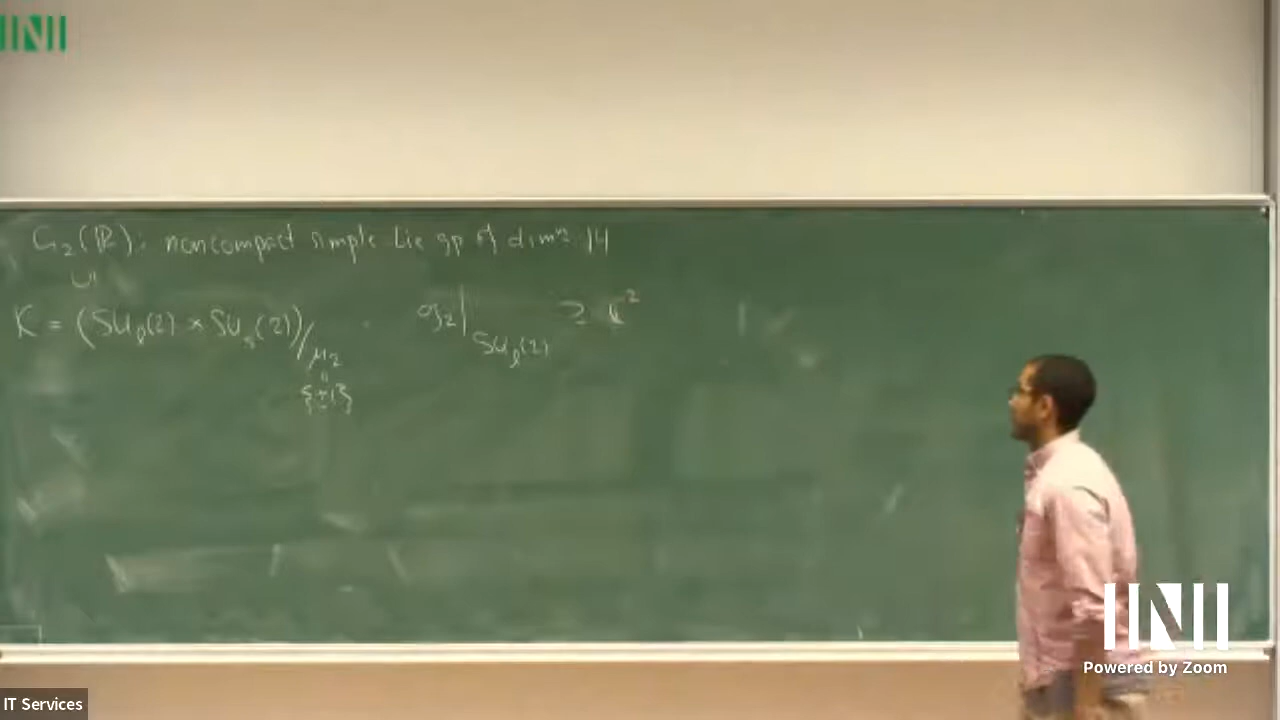 G₂(ℝ): noncompact simple Lie gp of dimⁿ 14
∪|
K = (SU_ℓ(2) × SU_s(2))/μ₂
𝔤₂|_{SU_ℓ(2)} ⊇ ℂ²
||
{±1}
INI
Powered by Zoom
IT Services